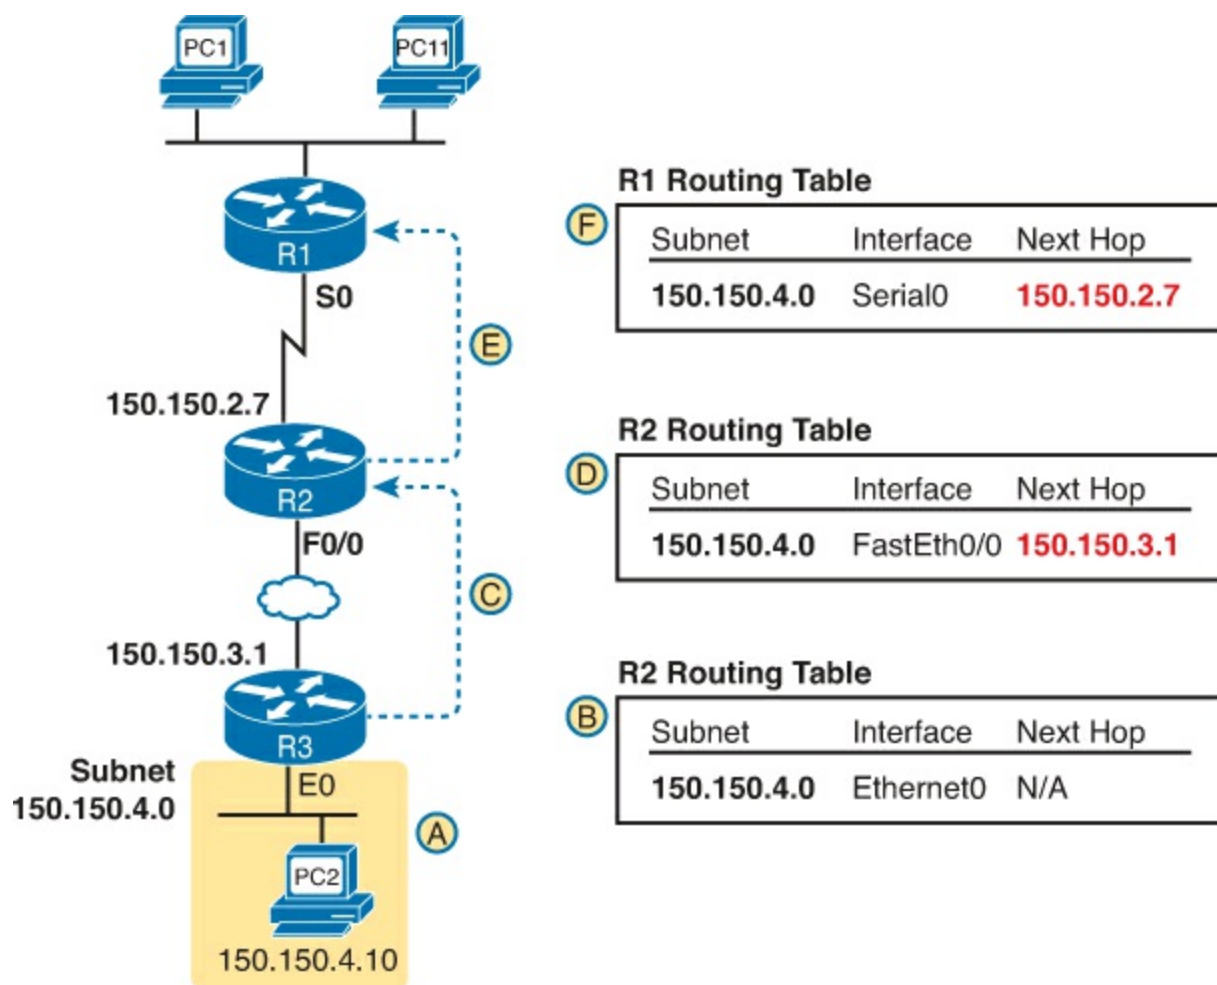 PC1
PC11
R1
S0
E
150.150.2.7
R2
F0/0
C
150.150.3.1
R3
Subnet
150.150.4.0
E0
A
PC2
150.150.4.10
R1 Routing Table
F
Subnet Interface Next Hop
150.150.4.0 Serial0 150.150.2.7
R2 Routing Table
D
Subnet Interface Next Hop
150.150.4.0 FastEth0/0 150.150.3.1
R2 Routing Table
B
Subnet Interface Next Hop
150.150.4.0 Ethernet0 N/A